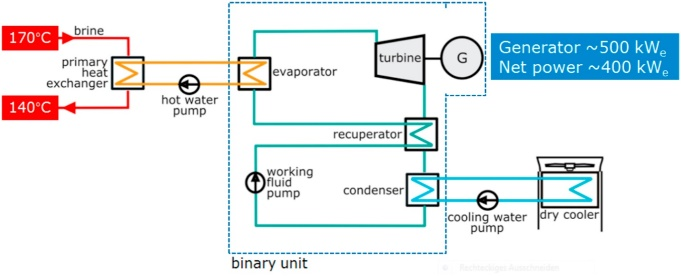 170°C
brine
primary
heat
exchanger
140°C
hot water
pump
evaporator
turbine
G
Generator ~500 kWe
Net power ~400 kWe
recuperator
working
fluid
pump
condenser
cooling water
pump
dry cooler
binary unit